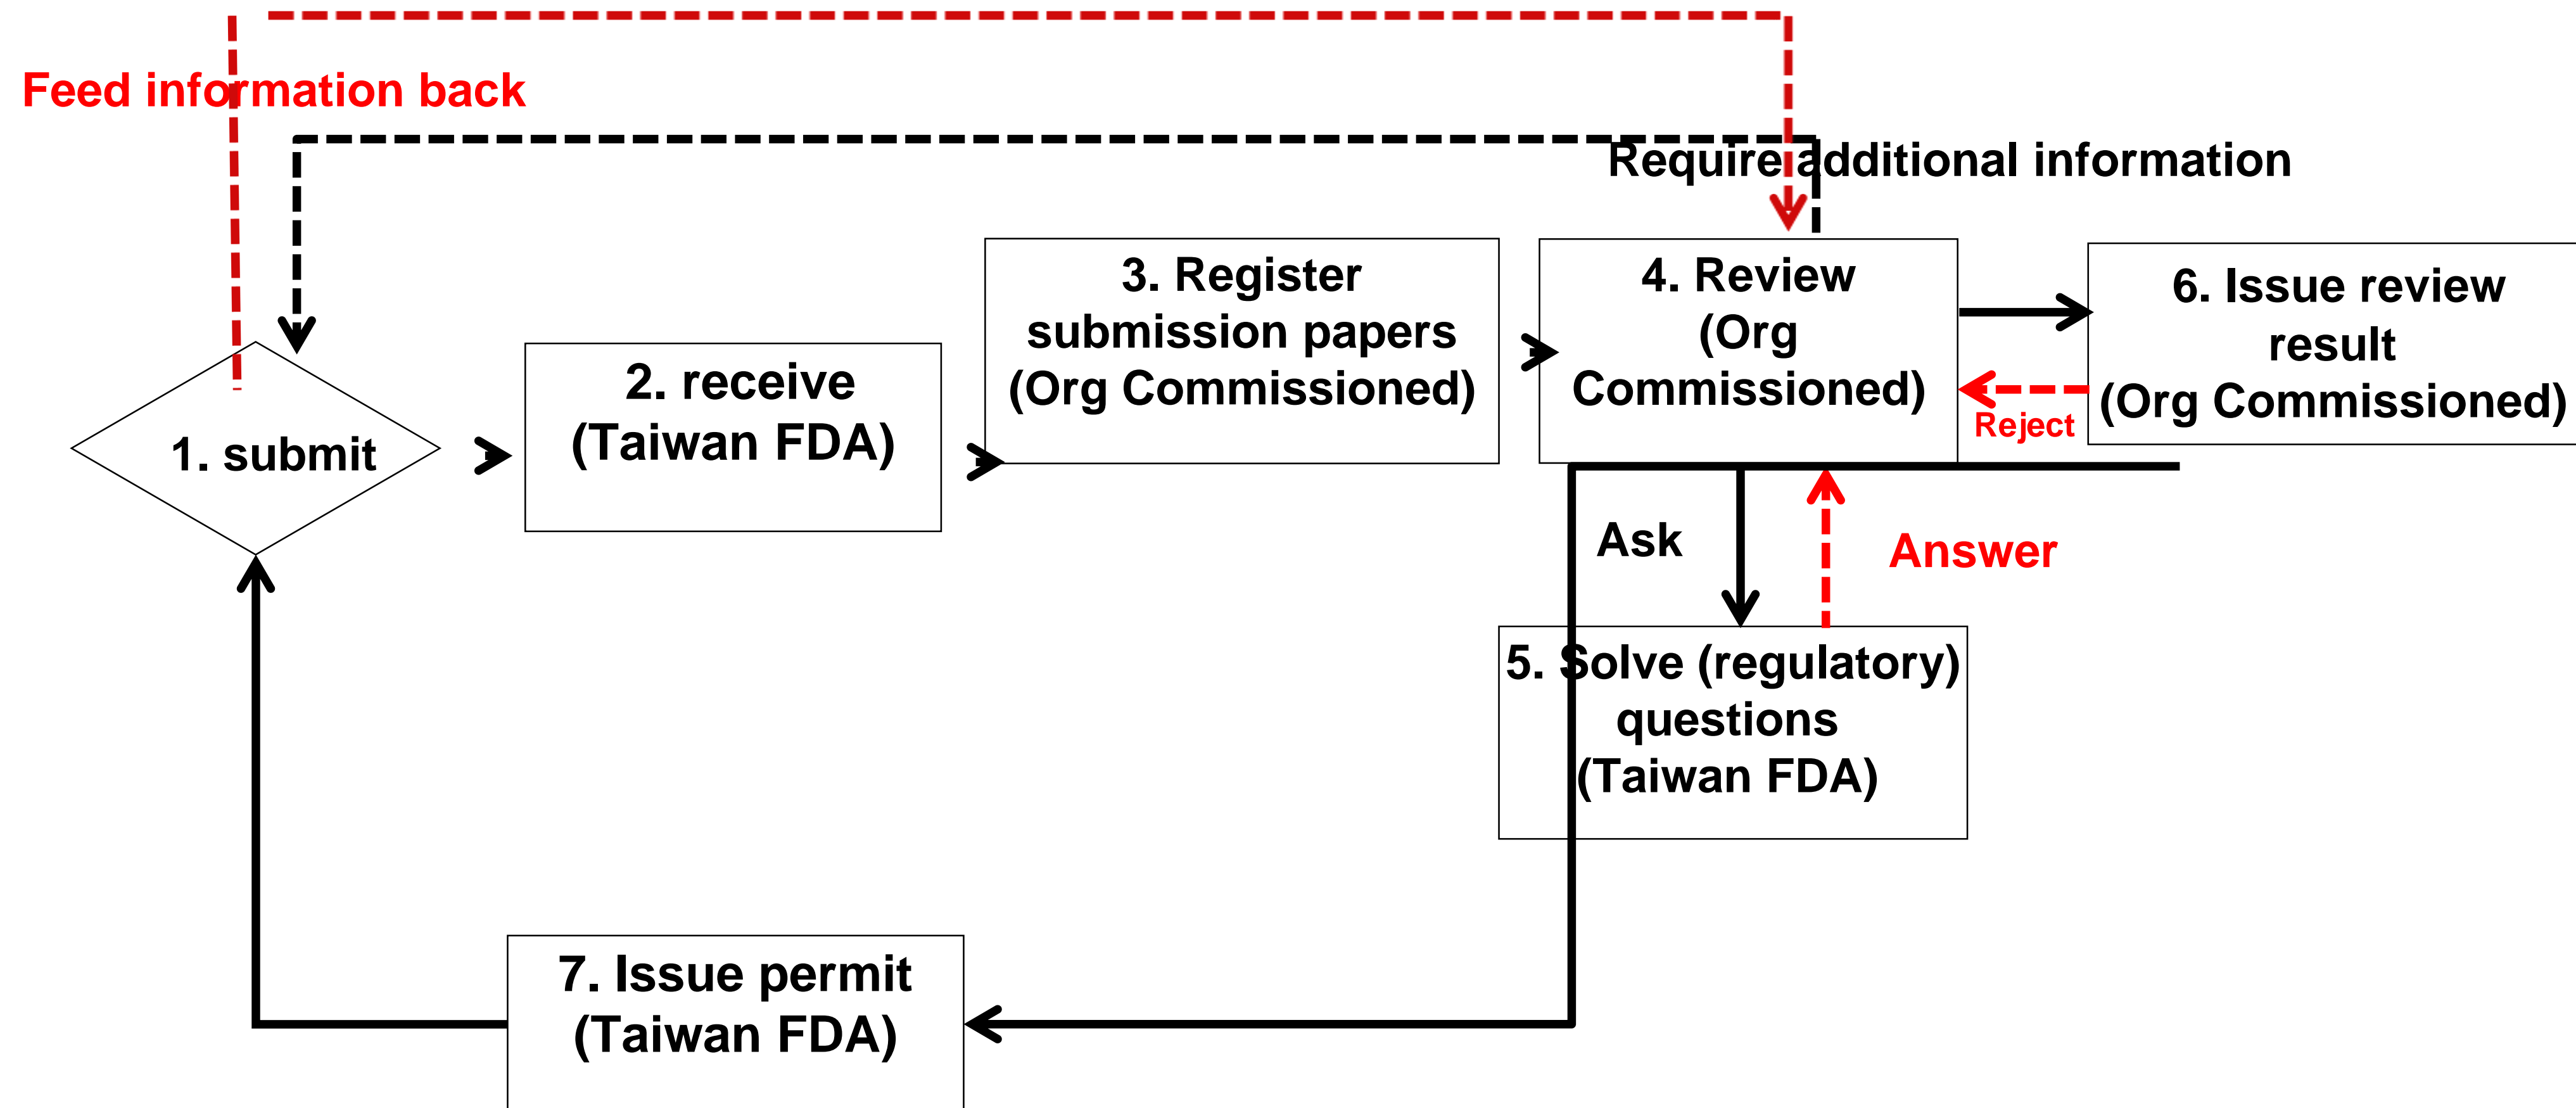 Feed information back
Require additional information
1. submit
2. receive
(Taiwan FDA)
3. Register
submission papers
(Org Commissioned)
4. Review
(Org
Commissioned)
6. Issue review
result
(Org Commissioned)
Reject
Ask
Answer
5. Solve (regulatory)
questions
(Taiwan FDA)
7. Issue permit
(Taiwan FDA)